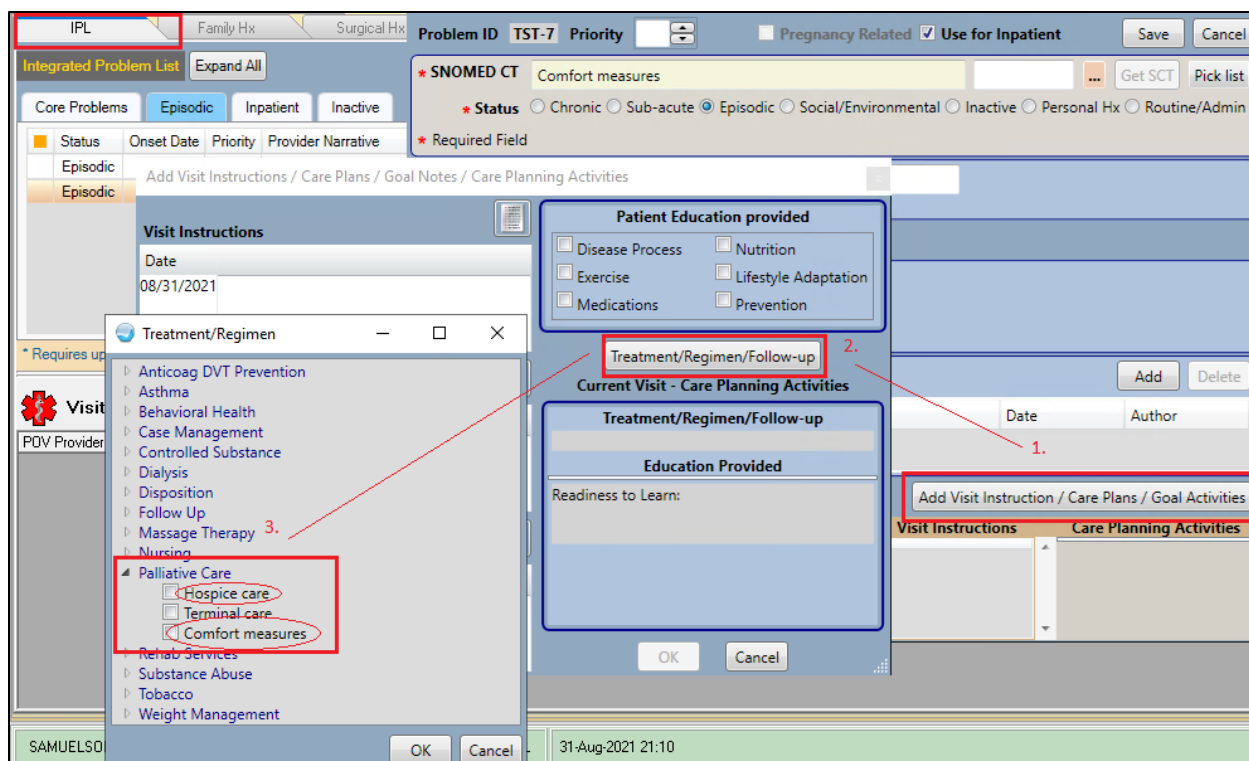 IPL
Family Hx
Surgical Hx
Problem ID TST-7 Priority
Pregnancy Related
Use for Inpatient
Save
Cancel
Integrated Problem List
Expand All
* SNOMED CT Comfort measures
...
Get SCT
Pick list
Core Problems
Episodic
Inpatient
Inactive
* Status Chronic Sub-acute Episodic Social/Environmental Inactive Personal Hx Routine/Admin
Status Onset Date Priority Provider Narrative
* Required Field
Episodic
Episodic
Add Visit Instructions / Care Plans / Goal Notes / Care Planning Activities
Visit Instructions
Date
08/31/2021
Patient Education provided
Disease Process
Nutrition
Exercise
Lifestyle Adaptation
Medications
Prevention
* Requires up
Treatment/Regimen/Follow-up
2.
Current Visit - Care Planning Activities
Treatment/Regimen/Follow-up
Education Provided
Readiness to Learn:
OK
Cancel
Treatment/Regimen
Anticoag DVT Prevention
Asthma
Behavioral Health
Case Management
Controlled Substance
Dialysis
Disposition
Follow Up
Massage Therapy
3.
Nursing
Palliative Care
Hospice care
Terminal care
Comfort measures
Rehab Services
Substance Abuse
Tobacco
Weight Management
OK
Cancel
Visit
POV Provider
Add
Delete
Date
Author
1.
Add Visit Instruction / Care Plans / Goal Activities
Visit Instructions
Care Planning Activities
SAMUELSO
31-Aug-2021 21:10